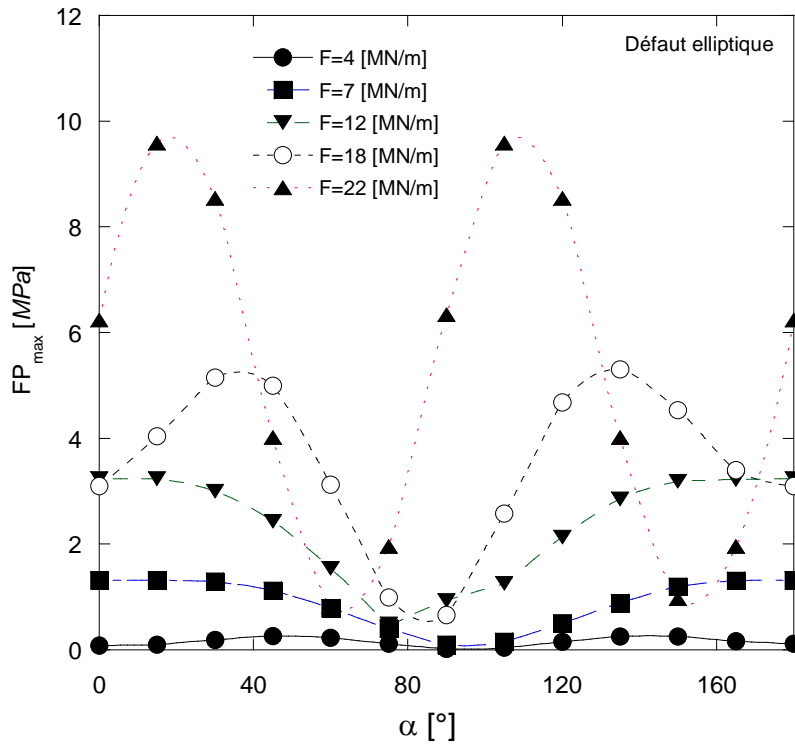 Défaut elliptique
F=4 [MN/m]
F=7 [MN/m]
F=12 [MN/m]
F=18 [MN/m]
F=22 [MN/m]
FPmax [MPa]
12
10
8
6
4
2
0
0 40 80 120 160
α [°]